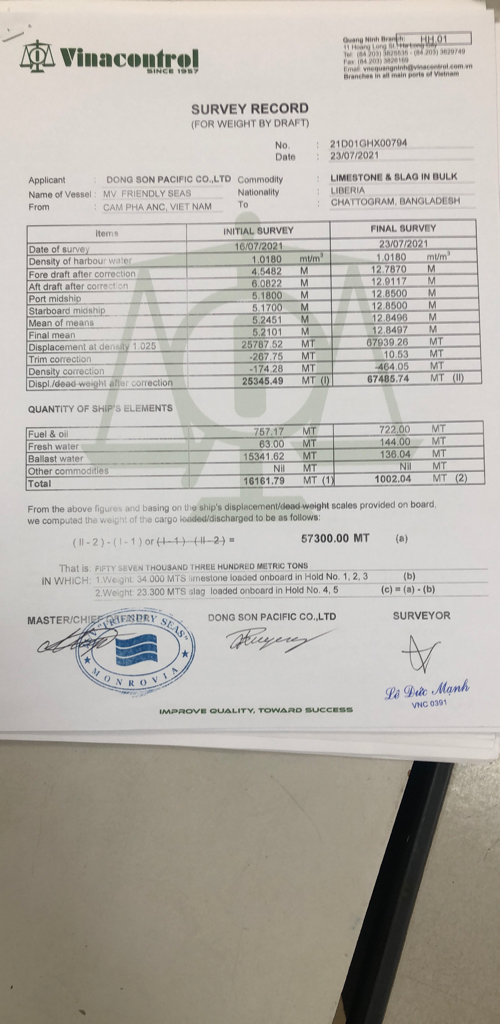 Vinacontrol
SINCE 1957
Quang Ninh Branch: HH.01
11 Hoang Long St. Ha Long City
Fax: (84.203) 3826169
Email: vncquangninh@vinacontrol.com.vn
Branches in all main ports of Vietnam
SURVEY RECORD
(FOR WEIGHT BY DRAFT)
No. : 21D01GHX00794
Date : 23/07/2021
Applicant : DONG SON PACIFIC CO.,LTD Commodity : LIMESTONE & SLAG IN BULK
Name of Vessel : MV. FRIENDLY SEAS Nationality : LIBERIA
From : CAM PHA ANC, VIET NAM To : CHATTOGRAM, BANGLADESH
Items INITIAL SURVEY FINAL SURVEY
Date of survey 16/07/2021 23/07/2021
Density of harbour water 1.0180 mt/m³ 1.0180 mt/m³
Fore draft after correction 4.5482 M 12.7870 M
Aft draft after correction 6.0822 M 12.9117 M
Port midship 5.1800 M 12.8500 M
Starboard midship 5.1700 M 12.8500 M
Mean of means 5.2451 M 12.8496 M
Final mean 5.2101 M 12.8497 M
Displacement at density 1.025 25787.52 MT 67939.26 MT
Trim correction -267.75 MT 10.53 MT
Density correction -174.28 MT -464.05 MT
Displ./dead weight after correction 25345.49 MT (I) 67485.74 MT (II)
QUANTITY OF SHIP'S ELEMENTS
Fuel & oil 757.17 MT 722.00 MT
Fresh water 63.00 MT 144.00 MT
Ballast water 15341.62 MT 136.04 MT
Other commodities Nil MT Nil MT
Total 16161.79 MT (1) 1002.04 MT (2)
From the above figures and basing on the ship's displacement/dead weight scales provided on board,
we computed the weight of the cargo loaded/discharged to be as follows:
( II - 2 ) - ( I - 1 ) or ( I - 1 ) - ( II - 2 ) = 57300.00 MT (a)
That is: FIFTY SEVEN THOUSAND THREE HUNDRED METRIC TONS
IN WHICH: 1.Weight: 34.000 MTS limestone loaded onboard in Hold No. 1, 2, 3 (b)
2.Weight: 23.300 MTS slag loaded onboard in Hold No. 4, 5 (c) = (a) - (b)
MASTER/CHIEF DONG SON PACIFIC CO.,LTD SURVEYOR
"FRIENDRY SEAS"
MONROVIA
Lê Đức Mạnh
VNC 0391
IMPROVE QUALITY, TOWARD SUCCESS